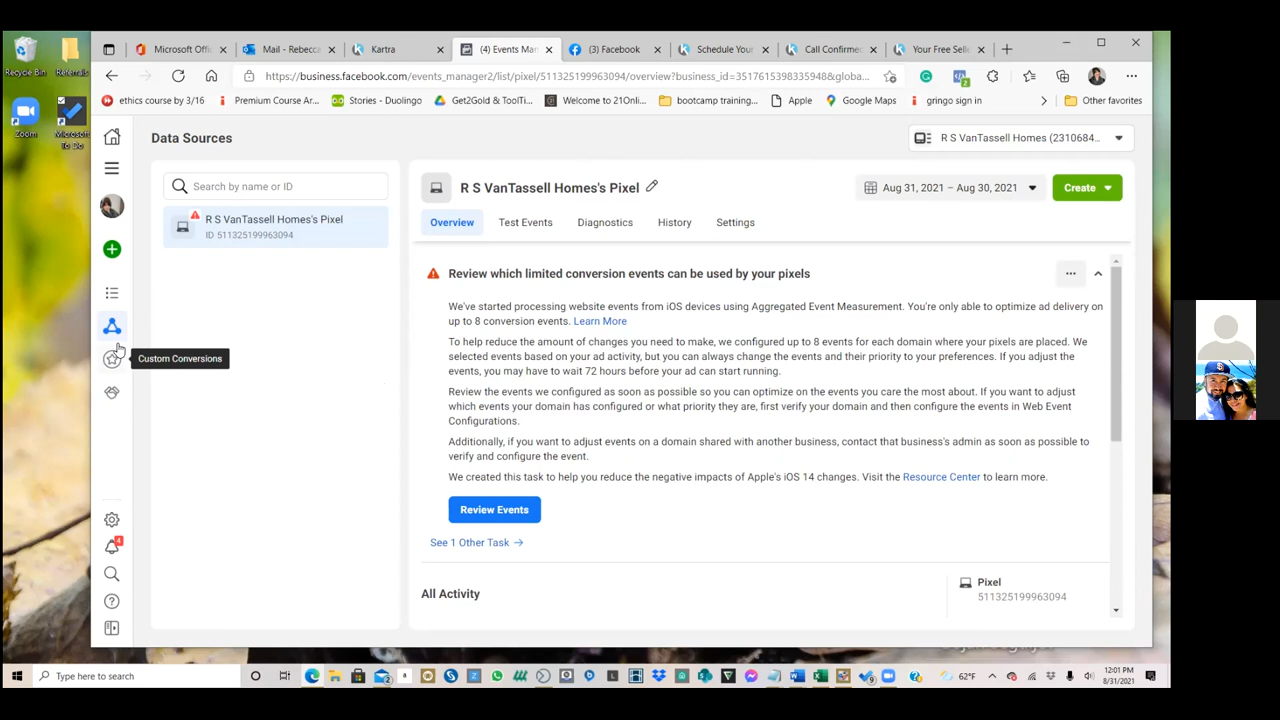 Recycle Bin
Referrals
Zoom
Microsoft To Do
Microsoft Offi
Mail - Rebecca
Kartra
(4) Events Man
(3) Facebook
Schedule Your
Call Confirmed
Your Free Selle
https://business.facebook.com/events_manager2/list/pixel/511325199963094/overview?business_id=3517615398335948&globa...
2
ethics course by 3/16
Premium Course Ar...
Stories - Duolingo
Get2Gold & ToolTi...
Welcome to 21Onli...
bootcamp training...
Apple
Google Maps
gringo sign in
Other favorites
Data Sources
R S VanTassell Homes (2310684...
Search by name or ID
R S VanTassell Homes's Pixel
ID 511325199963094
R S VanTassell Homes's Pixel
Aug 31, 2021 – Aug 30, 2021
Create
Overview
Test Events
Diagnostics
History
Settings
Custom Conversions
4
Review which limited conversion events can be used by your pixels
We've started processing website events from iOS devices using Aggregated Event Measurement. You're only able to optimize ad delivery on
up to 8 conversion events. Learn More
To help reduce the amount of changes you need to make, we configured up to 8 events for each domain where your pixels are placed. We
selected events based on your ad activity, but you can always change the events and their priority to your preferences. If you adjust the
events, you may have to wait 72 hours before your ad can start running.
Review the events we configured as soon as possible so you can optimize on the events you care the most about. If you want to adjust
which events your domain has configured or what priority they are, first verify your domain and then configure the events in Web Event
Configurations.
Additionally, if you want to adjust events on a domain shared with another business, contact that business's admin as soon as possible to
verify and configure the event.
We created this task to help you reduce the negative impacts of Apple's iOS 14 changes. Visit the Resource Center to learn more.
Review Events
See 1 Other Task →
All Activity
Pixel
511325199963094
Type here to search
62°F
12:01 PM
8/31/2021